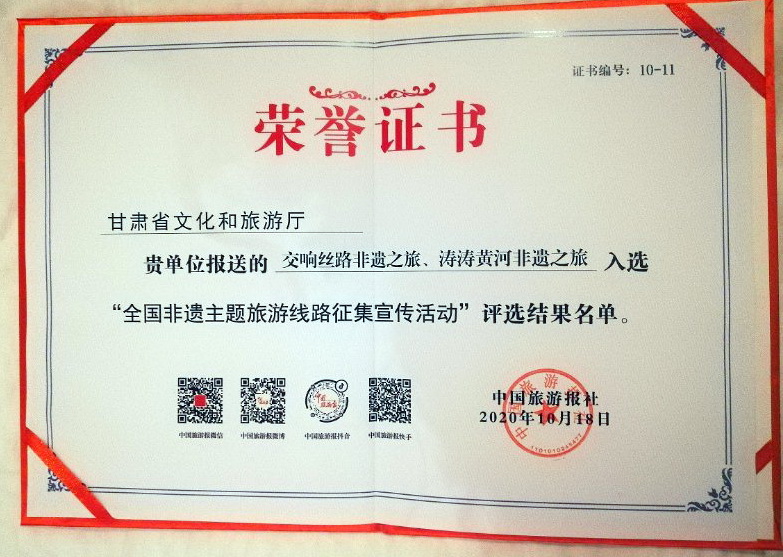 证书编号：10-11
荣誉证书
甘肃省文化和旅游厅
贵单位报送的 交响丝路非遗之旅、涛涛黄河非遗之旅 入选
“全国非遗主题旅游线路征集宣传活动”评选结果名单。
中国旅游报微信 中国旅游报微博 中国旅游报抖音 中国旅游报快手
中国旅游报社
2020年10月18日